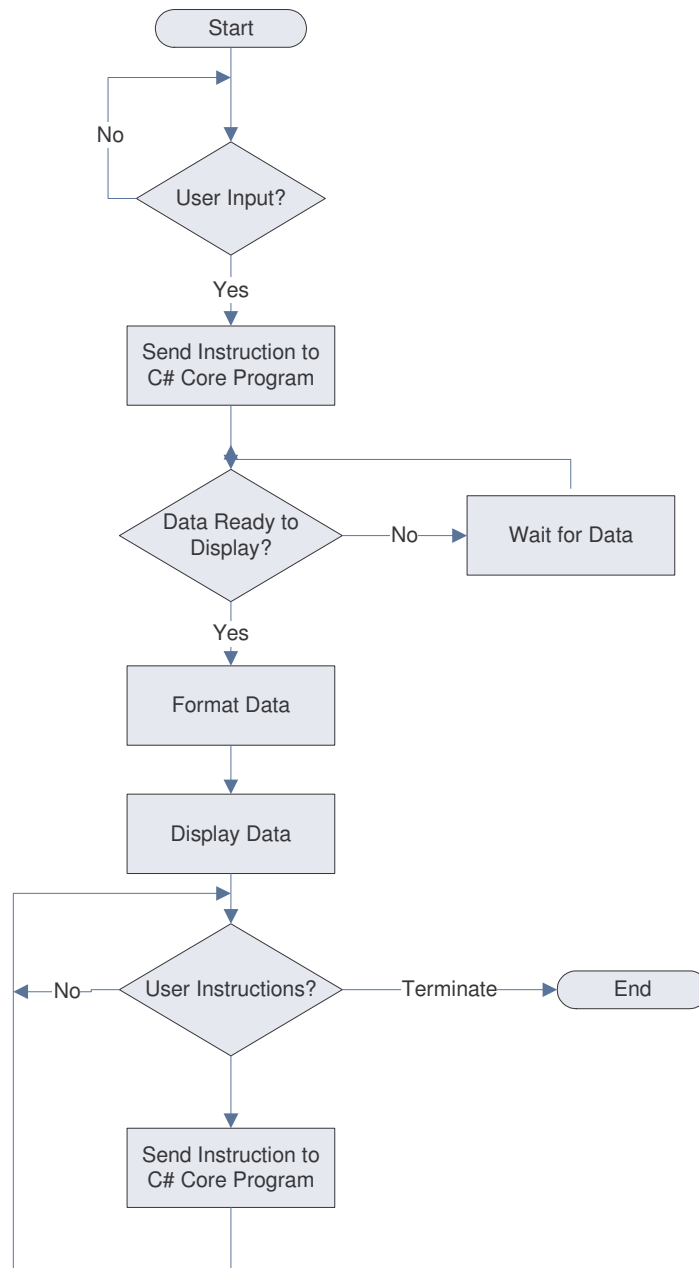 Start
No
User Input?
Yes
Send Instruction to
C# Core Program
Data Ready to
Display?
No
Wait for Data
Yes
Format Data
Display Data
No
User Instructions?
Terminate
End
Send Instruction to
C# Core Program